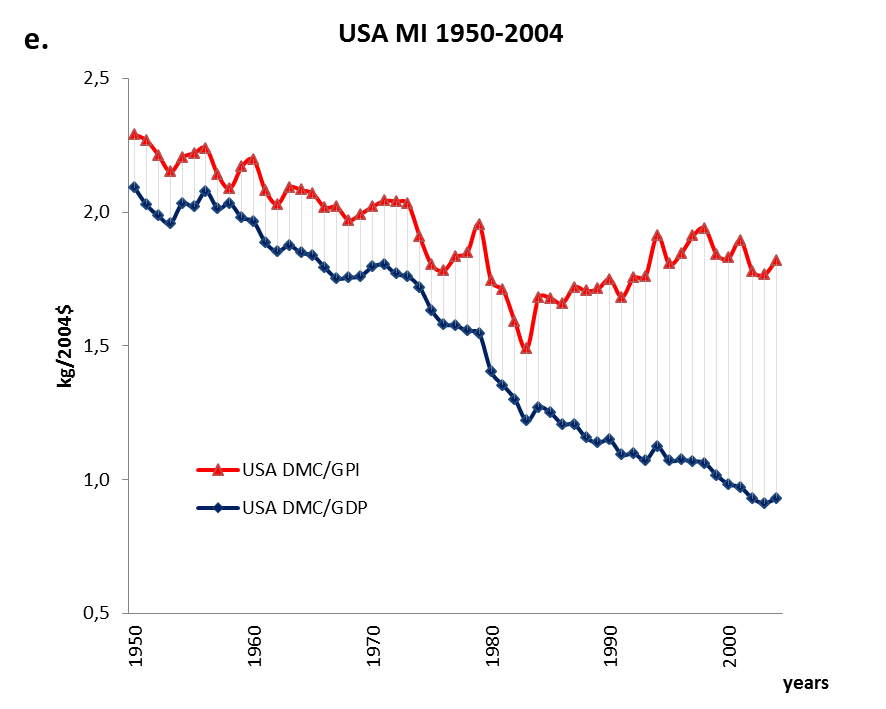 e.
USA MI 1950-2004
kg/2004$
2,5
2,0
1,5
1,0
0,5
USA DMC/GPI
USA DMC/GDP
1950
1960
1970
1980
1990
2000
years